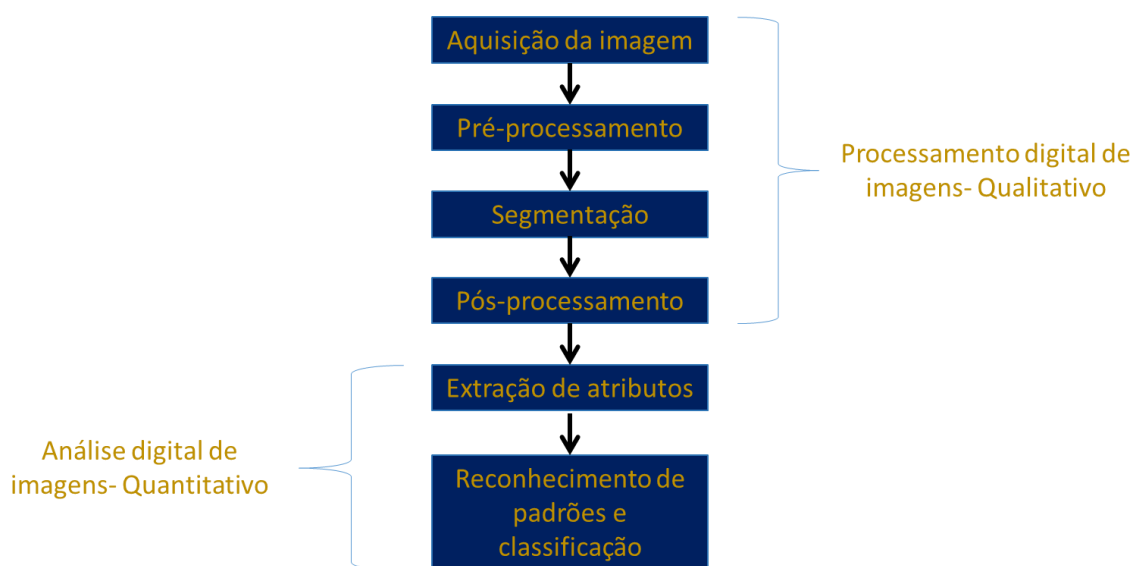 Aquisição da imagem
Pré-processamento
Processamento digital de
imagens- Qualitativo
Segmentação
Pós-processamento
Extração de atributos
Análise digital de
imagens- Quantitativo
Reconhecimento de
padrões e
classificação